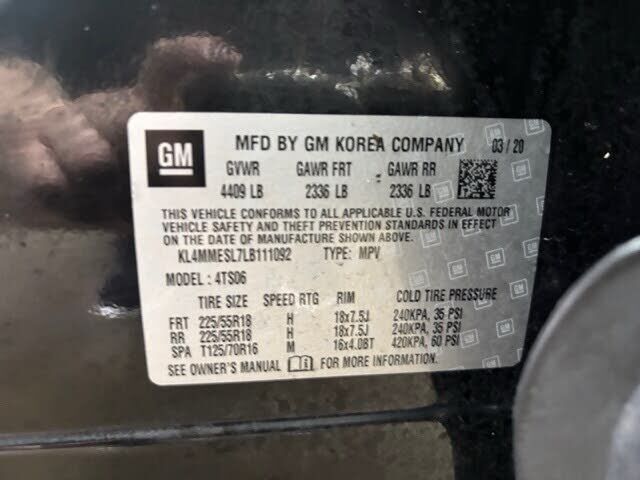 GM MFD BY GM KOREA COMPANY 03/20
GVWR GAWR FRT GAWR RR
4409 LB 2336 LB 2336 LB
THIS VEHICLE CONFORMS TO ALL APPLICABLE U.S. FEDERAL MOTOR
VEHICLE SAFETY AND THEFT PREVENTION STANDARDS IN EFFECT
ON THE DATE OF MANUFACTURE SHOWN ABOVE.
KL4MMESL7LB111092 TYPE: MPV
MODEL: 4TS06
TIRE SIZE SPEED RTG RIM COLD TIRE PRESSURE
FRT 225/55R18 H 18x7.5J 240KPA, 35 PSI
RR 225/55R18 H 18x7.5J 240KPA, 35 PSI
SPA T125/70R16 M 16x4.0BT 420KPA, 60 PSI
SEE OWNER'S MANUAL FOR MORE INFORMATION.